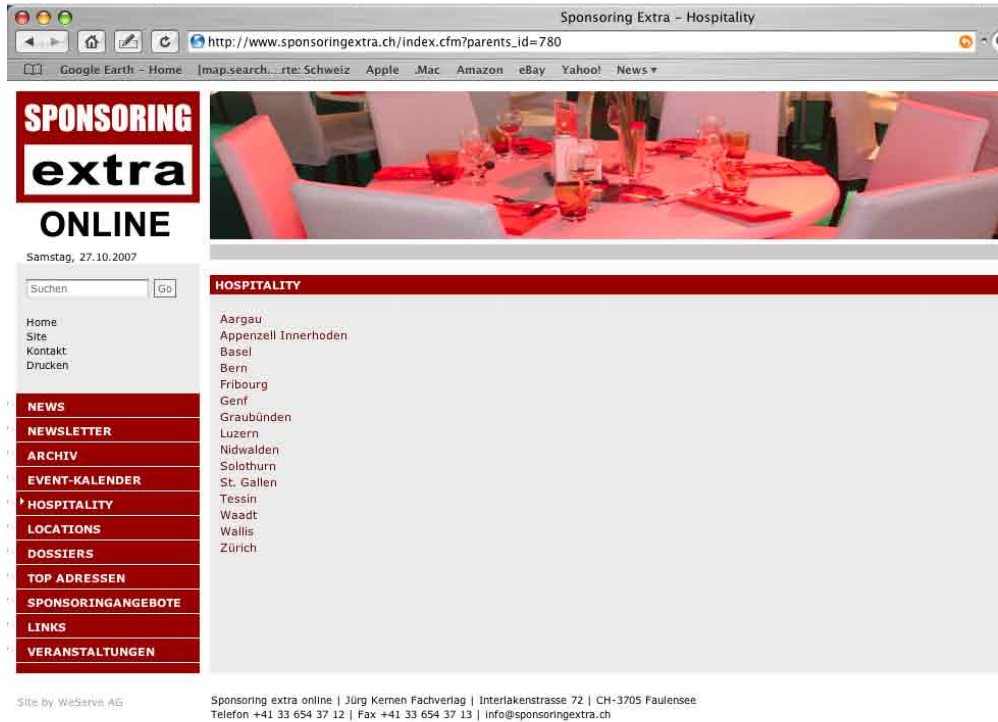 Sponsoring Extra – Hospitality
http://www.sponsoringextra.ch/index.cfm?parents_id=780
Google Earth – Home [map.search....rte: Schweiz Apple .Mac Amazon eBay Yahoo! News
SPONSORING
extra
ONLINE
Samstag, 27.10.2007
Suchen Go
Home
Site
Kontakt
Drucken
NEWS
NEWSLETTER
ARCHIV
EVENT-KALENDER
HOSPITALITY
LOCATIONS
DOSSIERS
TOP ADRESSEN
SPONSORINGANGEBOTE
LINKS
VERANSTALTUNGEN
HOSPITALITY
Aargau
Appenzell Innerhoden
Basel
Bern
Fribourg
Genf
Graubünden
Luzern
Nidwalden
Solothurn
St. Gallen
Tessin
Waadt
Wallis
Zürich
Site by WeServe AG
Sponsoring extra online | Jürg Kernen Fachverlag | Interlakenstrasse 72 | CH-3705 Faulensee
Telefon +41 33 654 37 12 | Fax +41 33 654 37 13 | info@sponsoringextra.ch